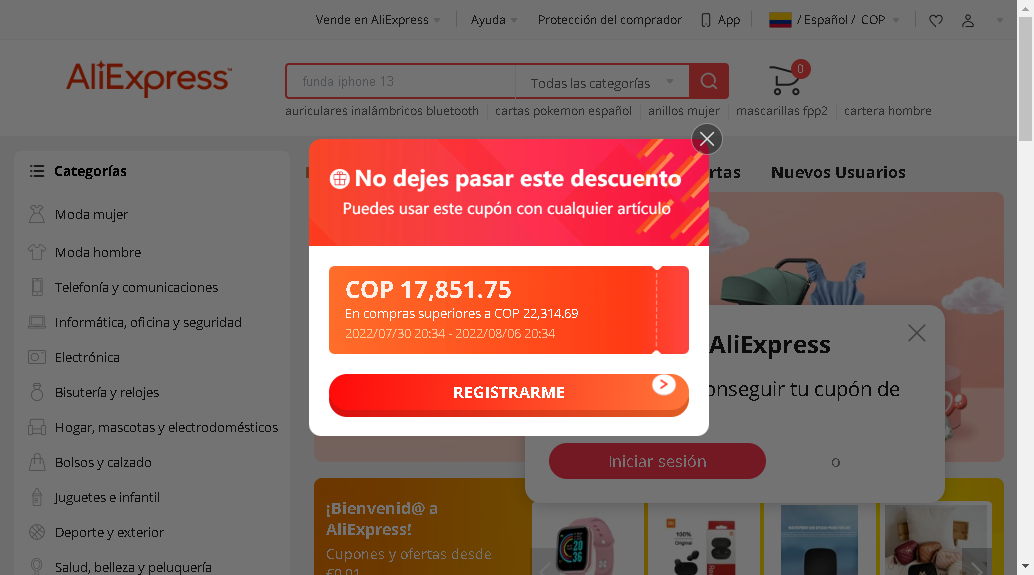 Vende en AliExpress
Ayuda
Protección del comprador
App
/ Español / COP
AliExpress
funda iphone 13
Todas las categorías
0
auriculares inalámbricos bluetooth
cartas pokemon español
anillos mujer
mascarillas fpp2
cartera hombre
Categorías
Moda mujer
Moda hombre
Telefonía y comunicaciones
Informática, oficina y seguridad
Electrónica
Bisutería y relojes
Hogar, mascotas y electrodomésticos
Bolsos y calzado
Juguetes e infantil
Deporte y exterior
Salud, belleza y peluquería
Nuevos Usuarios
No dejes pasar este descuento
Puedes usar este cupón con cualquier artículo
COP 17,851.75
En compras superiores a COP 22,314.69
2022/07/30 20:34 - 2022/08/06 20:34
REGISTRARME
AliExpress
tu cupón de
Iniciar sesión
o
¡Bienvenid@ a
AliExpress!
Cupones y ofertas desde
€0,01